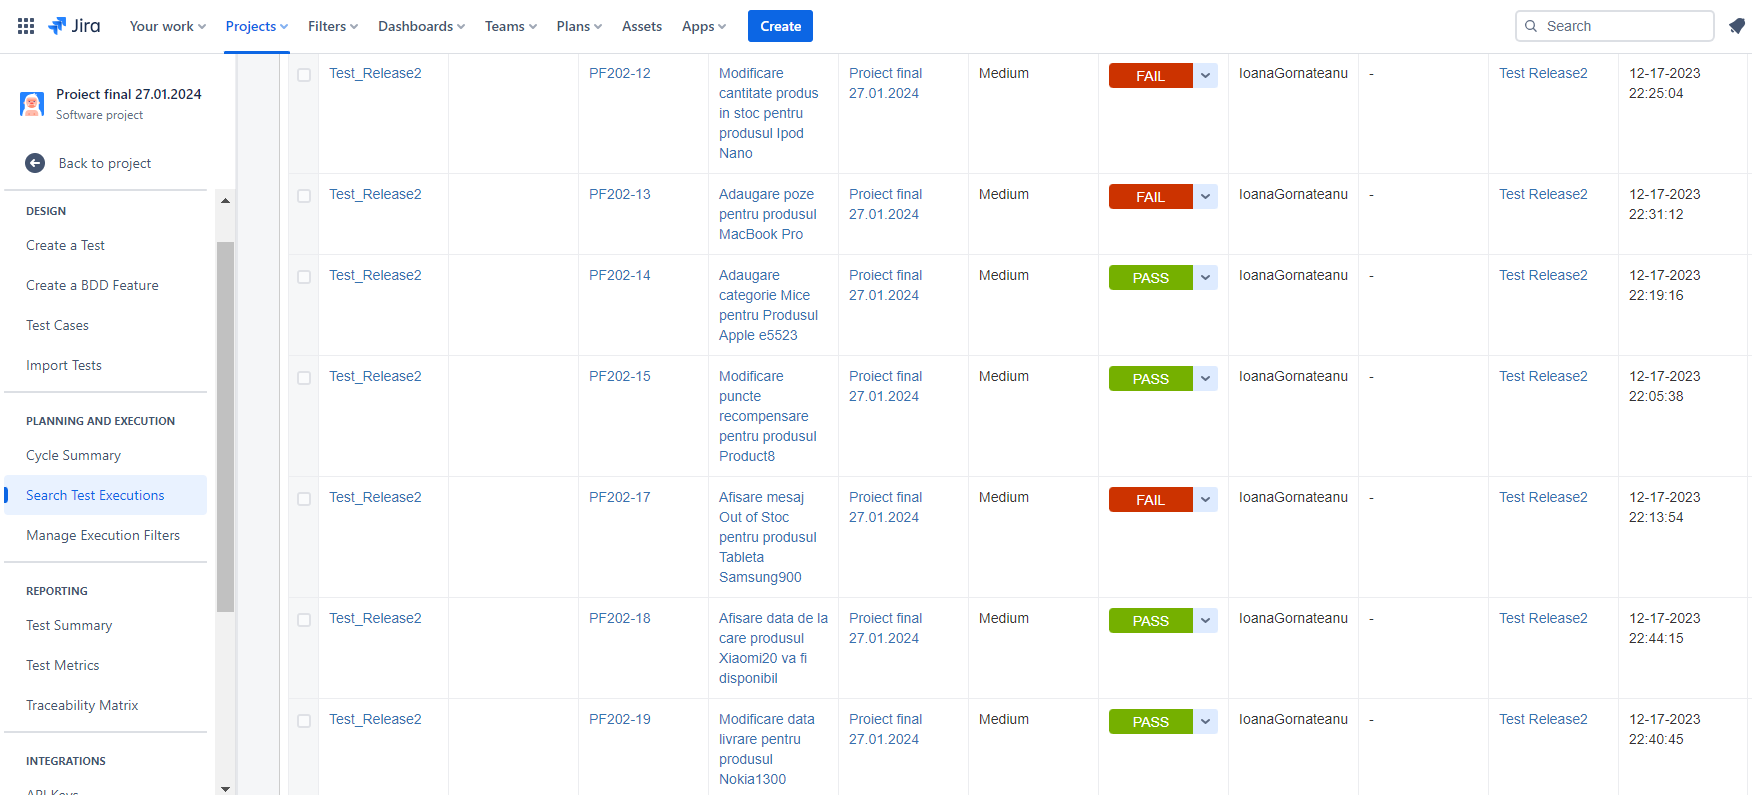 Jira Your work Projects Filters Dashboards Teams Plans Assets Apps Create Search
Proiect final 27.01.2024
Software project
Back to project
DESIGN
Create a Test
Create a BDD Feature
Test Cases
Import Tests
PLANNING AND EXECUTION
Cycle Summary
Search Test Executions
Manage Execution Filters
REPORTING
Test Summary
Test Metrics
Traceability Matrix
INTEGRATIONS
API Keys
Test_Release2 PF202-12 Modificare Proiect final Medium FAIL IoanaGornateanu - Test Release2 12-17-2023
cantitate produs 27.01.2024 22:25:04
in stoc pentru
produsul Ipod
Nano
Test_Release2 PF202-13 Adaugare poze Proiect final Medium FAIL IoanaGornateanu - Test Release2 12-17-2023
pentru produsul 27.01.2024 22:31:12
MacBook Pro
Test_Release2 PF202-14 Adaugare Proiect final Medium PASS IoanaGornateanu - Test Release2 12-17-2023
categorie Mice 27.01.2024 22:19:16
pentru Produsul
Apple e5523
Test_Release2 PF202-15 Modificare Proiect final Medium PASS IoanaGornateanu - Test Release2 12-17-2023
puncte 27.01.2024 22:05:38
recompensare
pentru produsul
Product8
Test_Release2 PF202-17 Afisare mesaj Proiect final Medium FAIL IoanaGornateanu - Test Release2 12-17-2023
Out of Stoc 27.01.2024 22:13:54
pentru produsul
Tableta
Samsung900
Test_Release2 PF202-18 Afisare data de la Proiect final Medium PASS IoanaGornateanu - Test Release2 12-17-2023
care produsul 27.01.2024 22:44:15
Xiaomi20 va fi
disponibil
Test_Release2 PF202-19 Modificare data Proiect final Medium PASS IoanaGornateanu - Test Release2 12-17-2023
livrare pentru 27.01.2024 22:40:45
produsul
Nokia1300